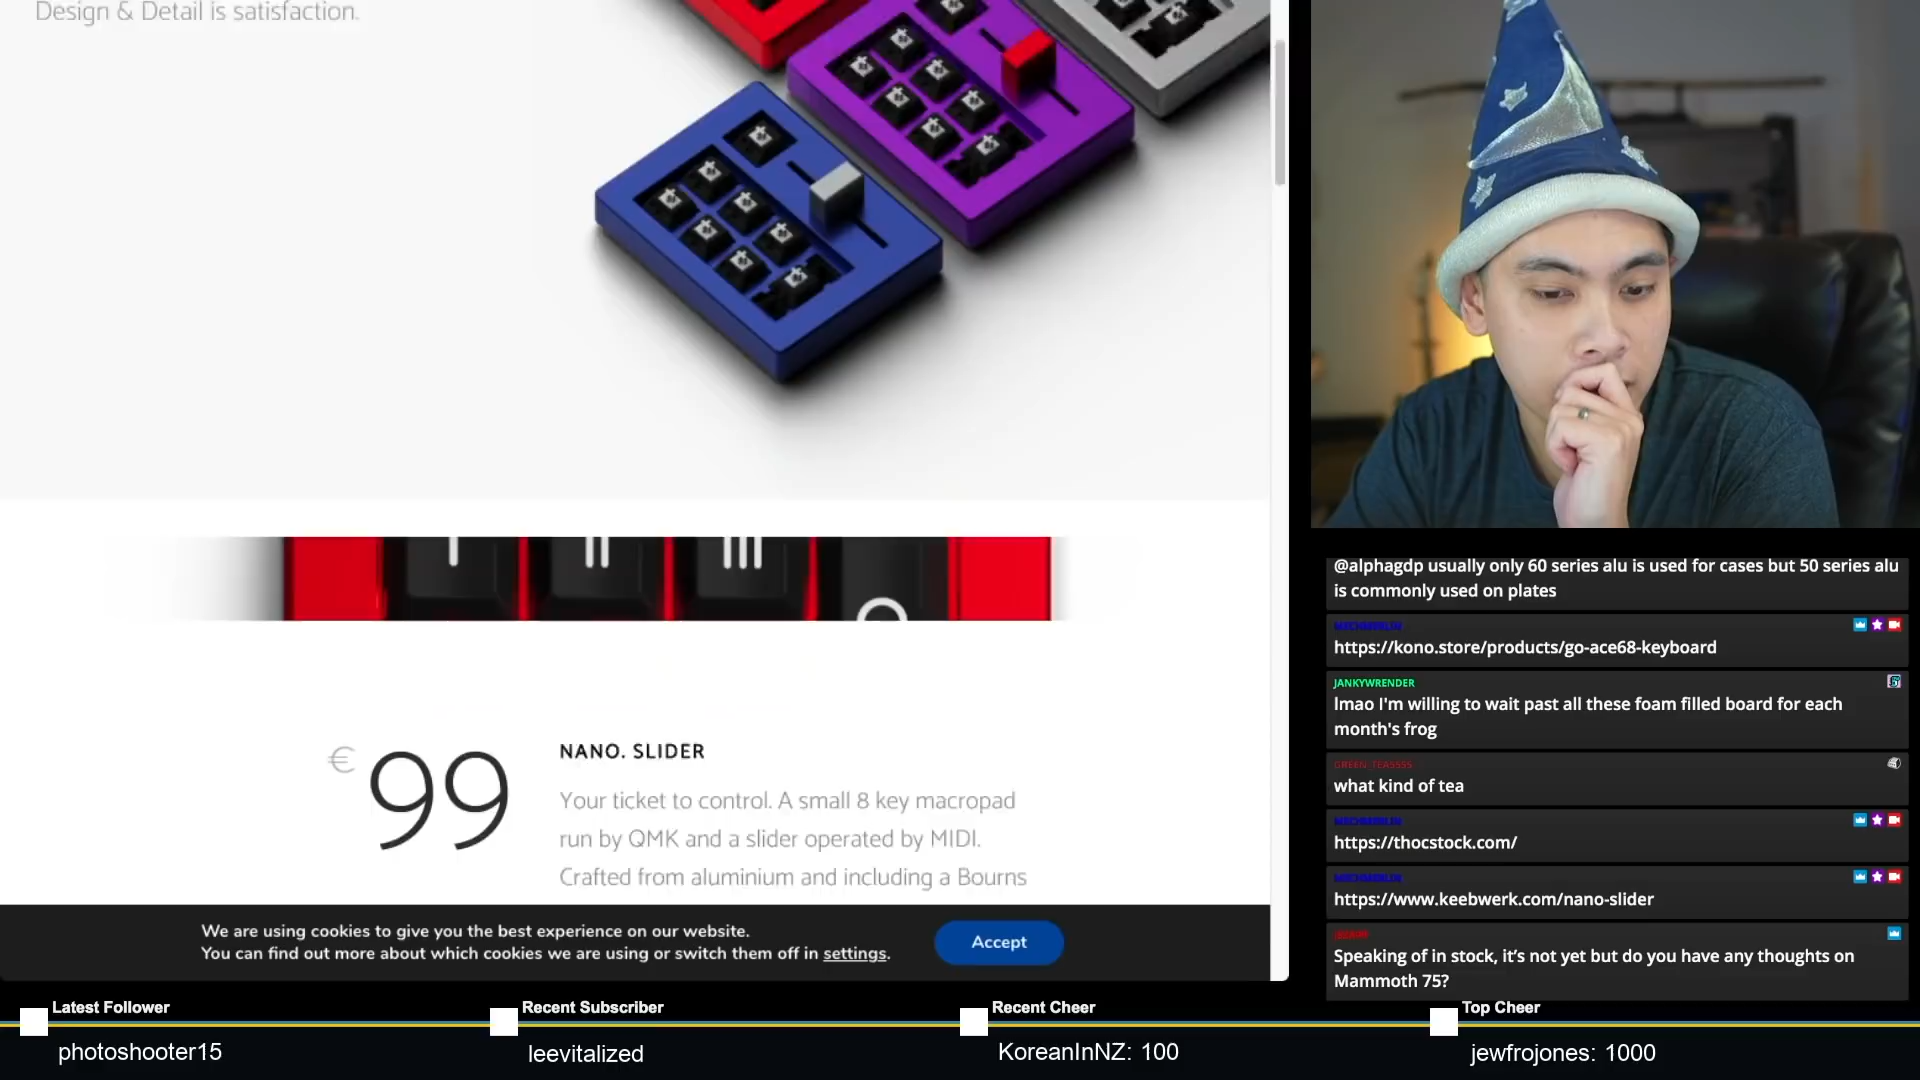 Design & Detail is satisfaction.
I II III
€
99
NANO. SLIDER
Your ticket to control. A small 8 key macropad
run by QMK and a slider operated by MIDI.
Crafted from aluminium and including a Bourns
We are using cookies to give you the best experience on our website.
You can find out more about which cookies we are using or switch them off in settings.
Accept
@alphagdp usually only 60 series alu is used for cases but 50 series alu
is commonly used on plates
https://kono.store/products/go-ace68-keyboard
JANKYWRENDER
lmao I'm willing to wait past all these foam filled board for each
month's frog
GREEN_TEASSSS
what kind of tea
https://thocstock.com/
https://www.keebwerk.com/nano-slider
Speaking of in stock, it's not yet but do you have any thoughts on
Mammoth 75?
Latest Follower
photoshooter15
Recent Subscriber
leevitalized
Recent Cheer
KoreanInNZ: 100
Top Cheer
jewfrojones: 1000